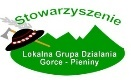 Stowarzyszenie
Lokalna Grupa Działania
Gorce - Pieniny